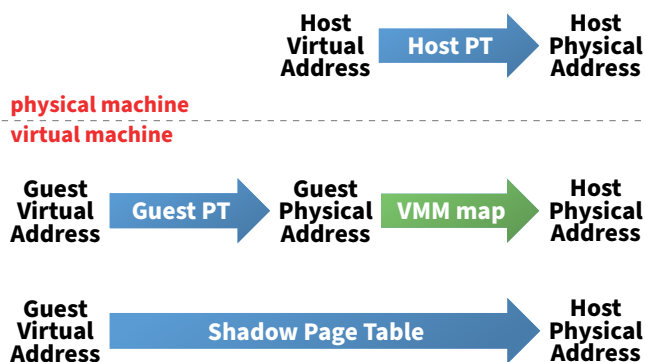 Host
Virtual
Address
Host PT
Host
Physical
Address
physical machine
virtual machine
Guest
Virtual
Address
Guest PT
Guest
Physical
Address
VMM map
Host
Physical
Address
Guest
Virtual
Address
Shadow Page Table
Host
Physical
Address